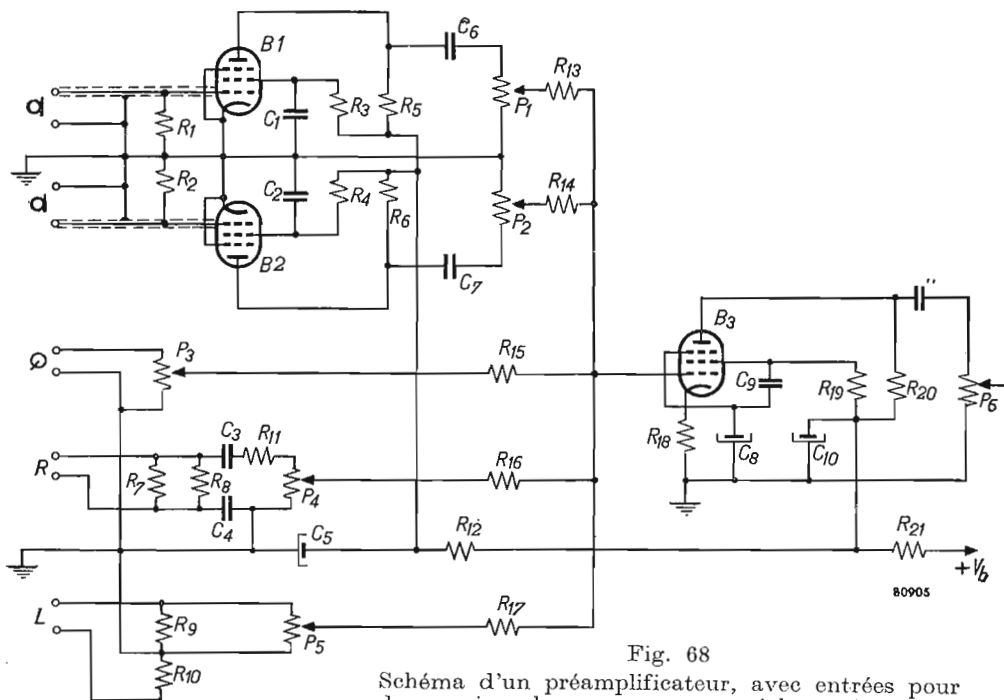 B1
C6
R13
d
R1
C1
R3
R5
P1
R2
C2
R4
R6
R14
P2
d
B2
C7
Q
P3
R15
B3
C9
R19
R20
P6
R18
C8
C10
C3
R11
R
R7
R8
P4
R16
C4
C5
R12
R21
+Vb
80905
L
R9
P5
R17
R10
Fig. 68
Schéma d'un préamplificateur, avec entrées pour